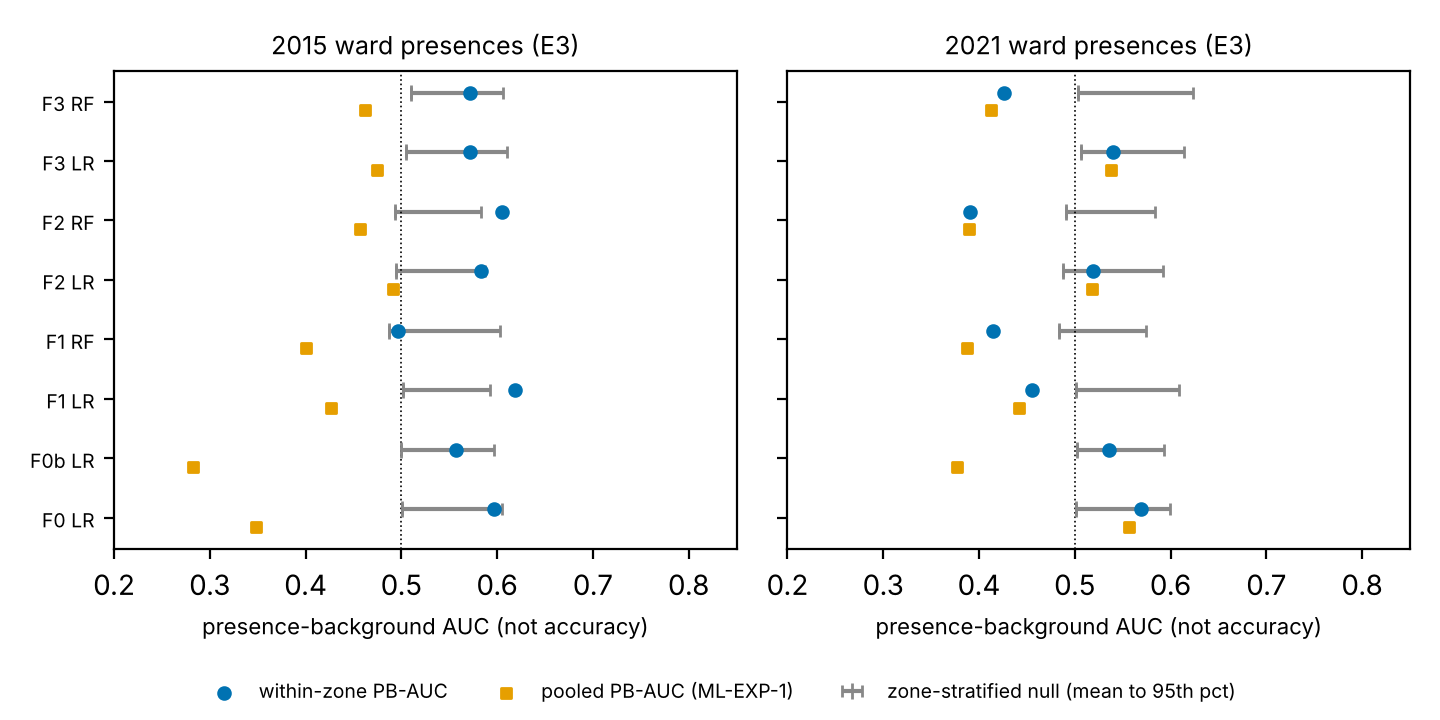 2015 ward presences (E3)
2021 ward presences (E3)
F3 RF
F3 LR
F2 RF
F2 LR
F1 RF
F1 LR
F0b LR
F0 LR
0.2 0.3 0.4 0.5 0.6 0.7 0.8
0.2 0.3 0.4 0.5 0.6 0.7 0.8
presence-background AUC (not accuracy)
presence-background AUC (not accuracy)
within-zone PB-AUC
pooled PB-AUC (ML-EXP-1)
zone-stratified null (mean to 95th pct)